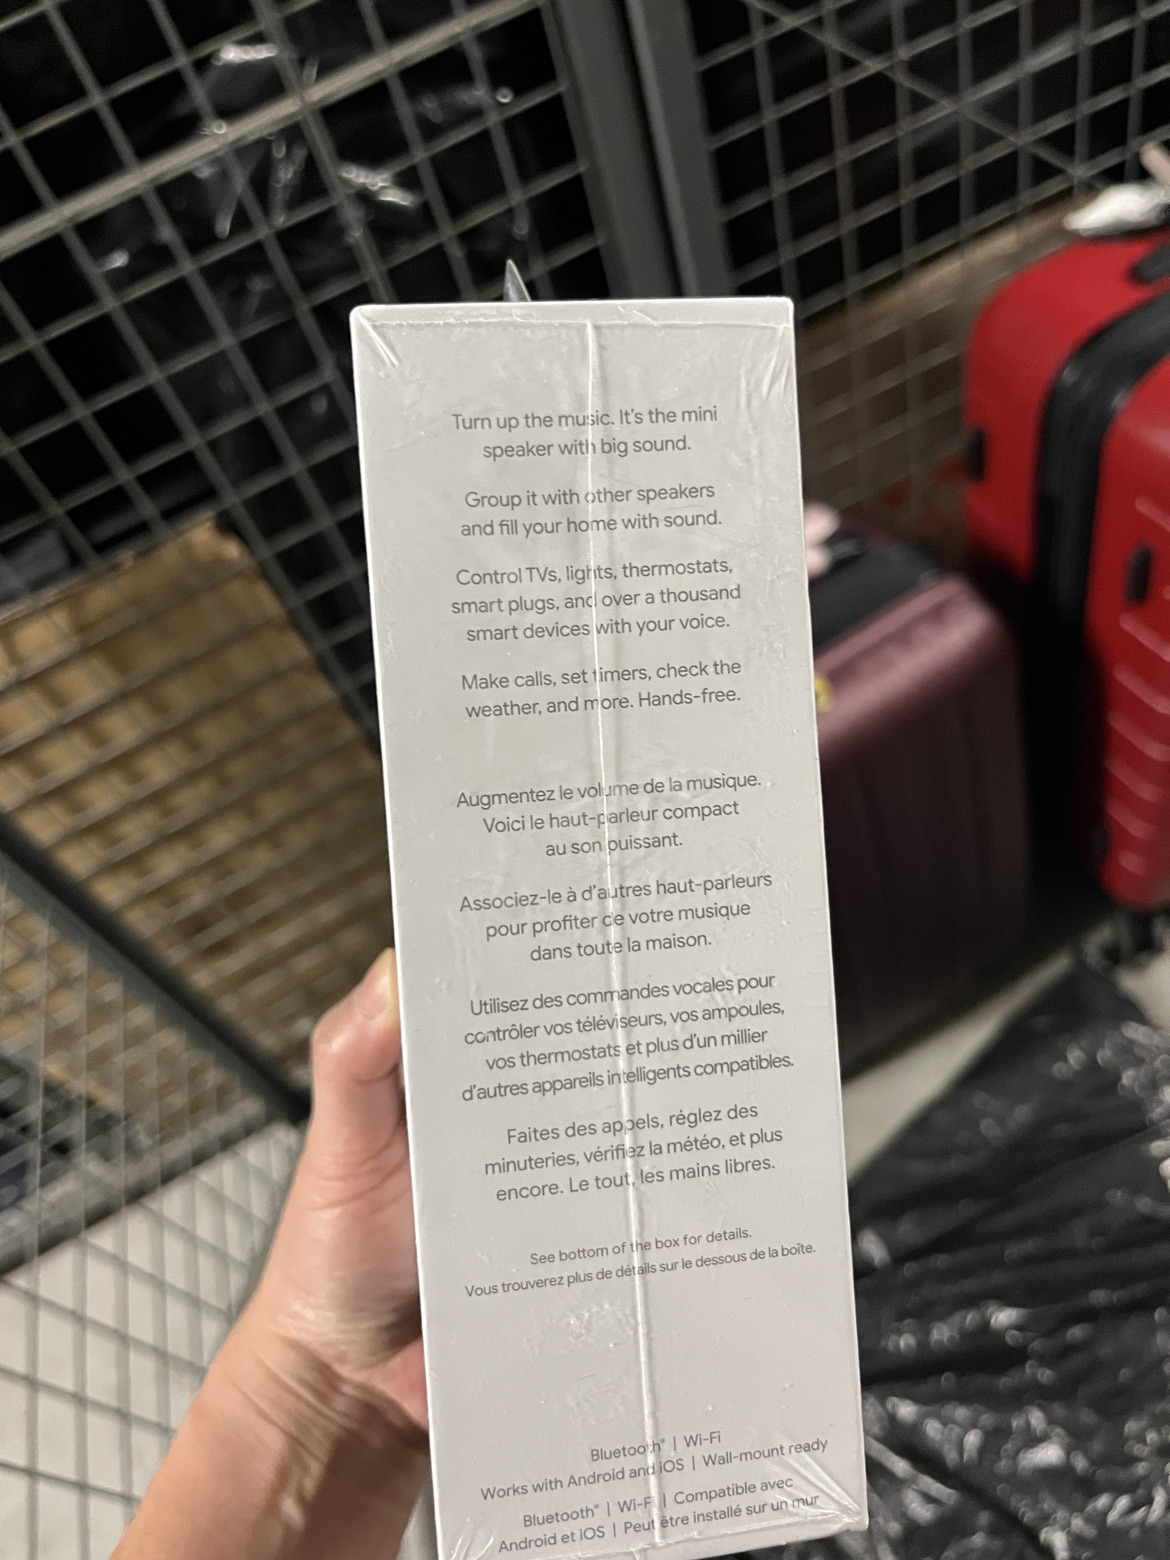 Turn up the music. It's the mini
speaker with big sound.
Group it with other speakers
and fill your home with sound.
Control TVs, lights, thermostats,
smart plugs, and over a thousand
smart devices with your voice.
Make calls, set timers, check the
weather, and more. Hands-free.
Augmentez le volume de la musique.
Voici le haut-parleur compact
au son puissant.
Associez-le à d'autres haut-parleurs
pour profiter de votre musique
dans toute la maison.
Utilisez des commandes vocales pour
contrôler vos téléviseurs, vos ampoules,
vos thermostats et plus d'un millier
d'autres appareils intelligents compatibles.
Faites des appels, réglez des
minuteries, vérifiez la météo, et plus
encore. Le tout, les mains libres.
See bottom of the box for details.
Vous trouverez plus de détails sur le dessous de la boîte.
Bluetooth® | Wi-Fi
Works with Android and iOS | Wall-mount ready
Bluetooth® | Wi-Fi | Compatible avec
Android et iOS | Peut être installé sur un mur